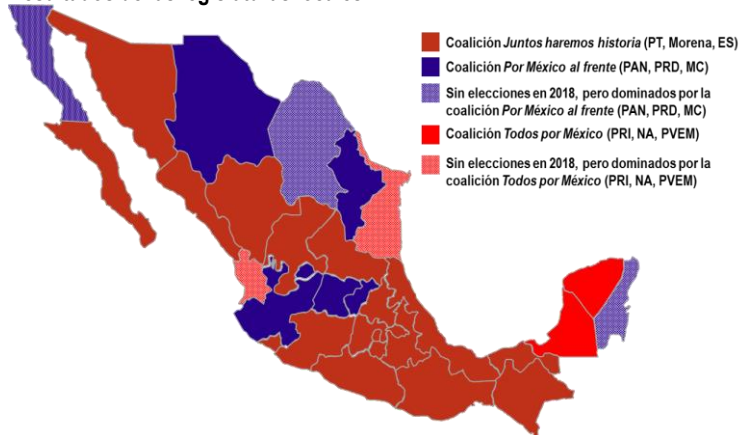 Coalición Juntos haremos historia (PT, Morena, ES)
Coalición Por México al frente (PAN, PRD, MC)
Sin elecciones en 2018, pero dominados por la
coalición Por México al frente (PAN, PRD, MC)
Coalición Todos por México (PRI, NA, PVEM)
Sin elecciones en 2018, pero dominados por la
coalición Todos por México (PRI, NA, PVEM)